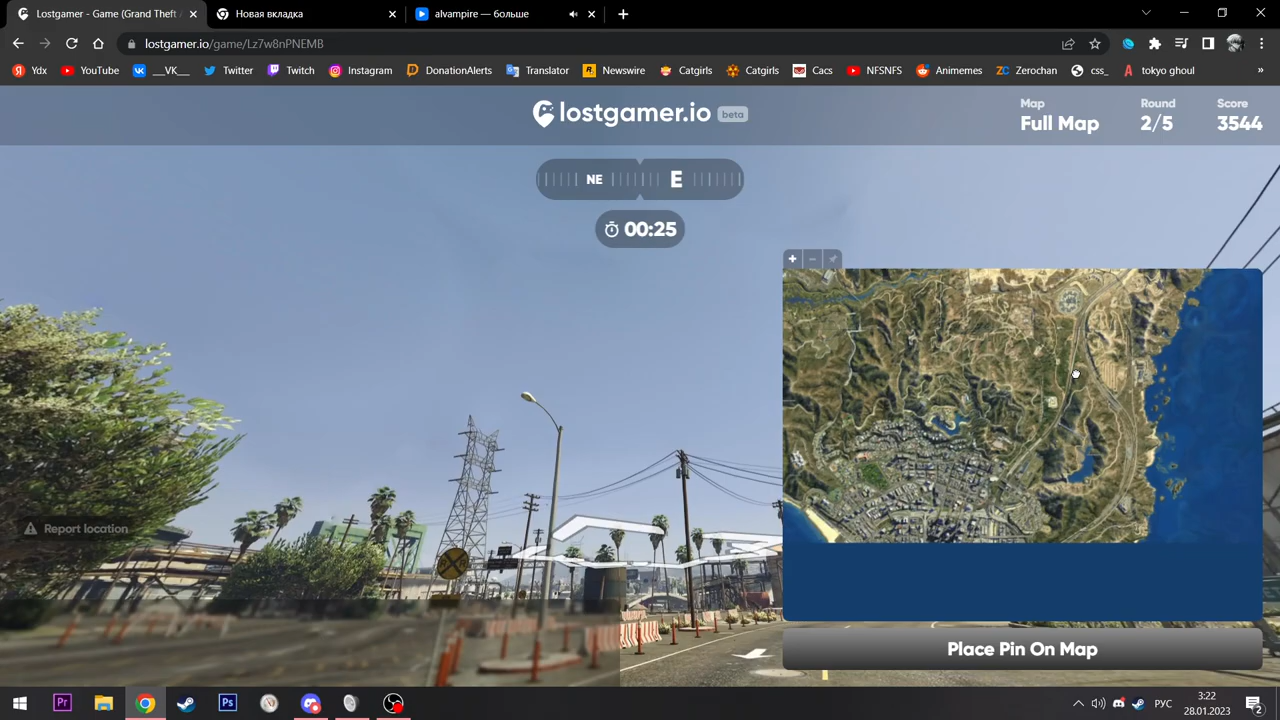 Lostgamer - Game (Grand Theft A
Новая вкладка
alvampire — больше
lostgamer.io/game/Lz7w8nPNEMB
Ydx
YouTube
__VK__
Twitter
Twitch
Instagram
DonationAlerts
Translator
Newswire
Catgirls
Catgirls
Cacs
NFSNFS
Animemes
Zerochan
css_
tokyo ghoul
»
lostgamer.io beta
Map
Full Map
Round
2/5
Score
3544
NE
E
00:25
Report location
Place Pin On Map
РУС
3:22
28.01.2023
2